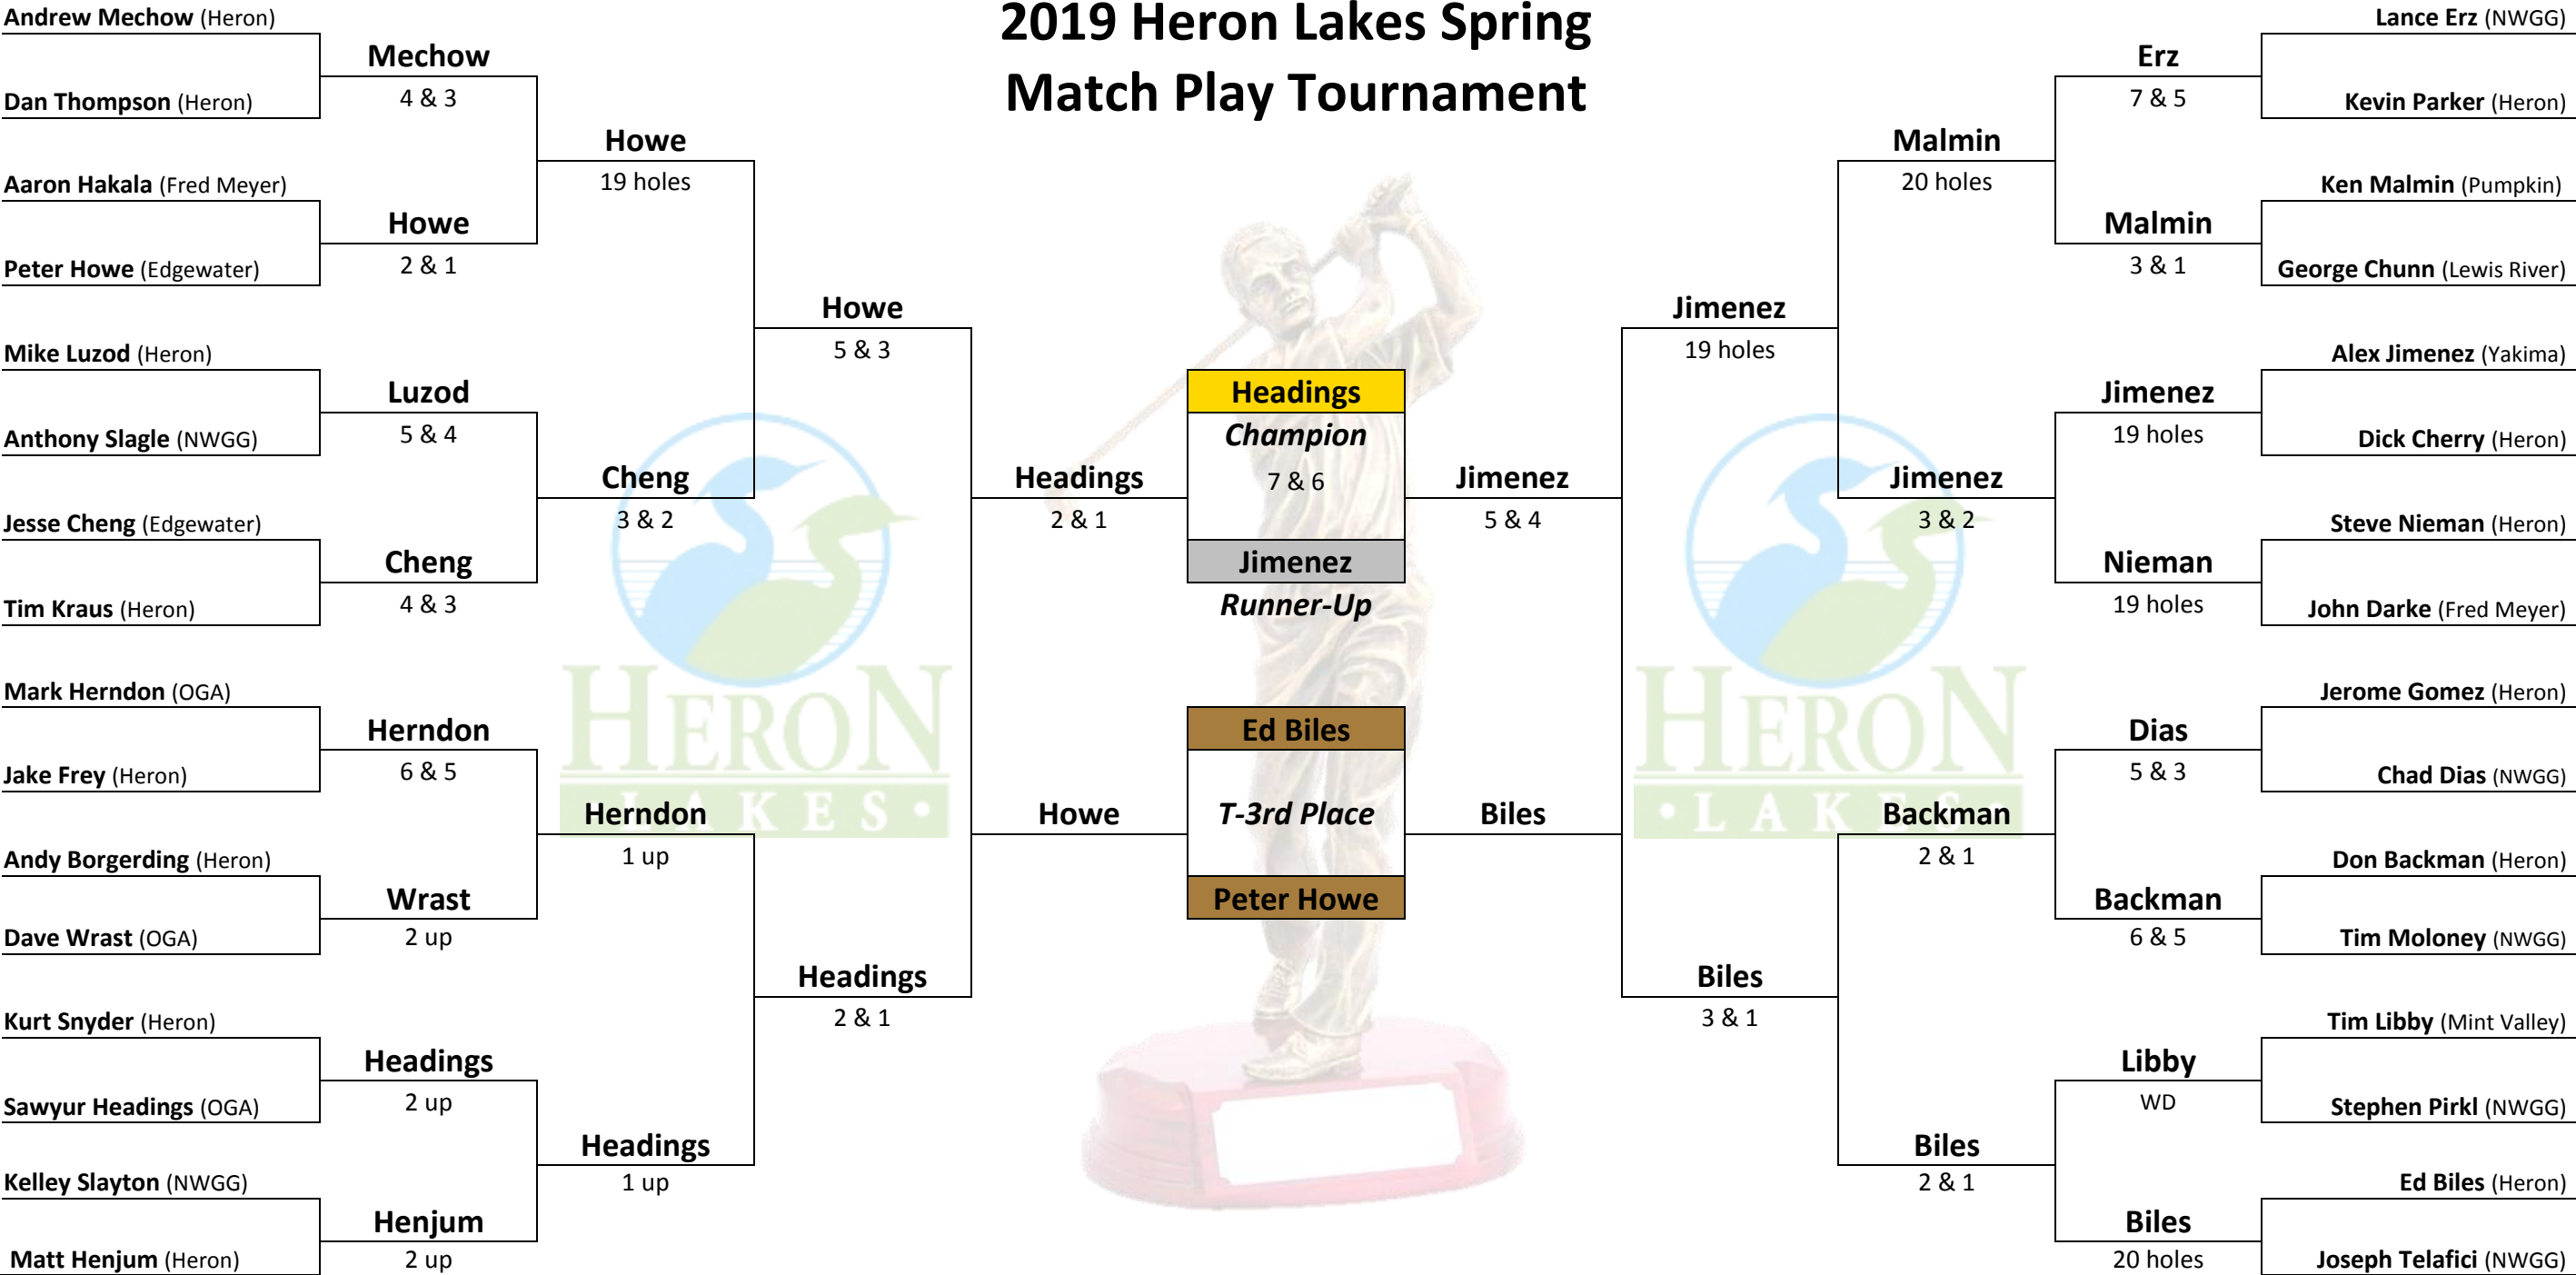 2019 Heron Lakes Spring
Match Play Tournament
Andrew Mechow (Heron)
Dan Thompson (Heron)
Aaron Hakala (Fred Meyer)
Peter Howe (Edgewater)
Mike Luzod (Heron)
Anthony Slagle (NWGG)
Jesse Cheng (Edgewater)
Tim Kraus (Heron)
Mark Herndon (OGA)
Jake Frey (Heron)
Andy Borgerding (Heron)
Dave Wrast (OGA)
Kurt Snyder (Heron)
Sawyur Headings (OGA)
Kelley Slayton (NWGG)
Matt Henjum (Heron)
Mechow
4 & 3
Howe
2 & 1
Luzod
5 & 4
Cheng
4 & 3
Herndon
6 & 5
Wrast
2 up
Headings
2 up
Henjum
2 up
Howe
19 holes
Cheng
3 & 2
Herndon
1 up
Headings
1 up
HERON
LAKES
Howe
5 & 3
Headings
2 & 1
Headings
2 & 1
Howe
Headings
Champion
7 & 6
Jimenez
Runner-Up
Ed Biles
T-3rd Place
Peter Howe
Jimenez
5 & 4
Biles
Jimenez
19 holes
Biles
3 & 1
HERON
LAKES
Malmin
20 holes
Jimenez
3 & 2
Backman
2 & 1
Biles
2 & 1
Erz
7 & 5
Malmin
3 & 1
Jimenez
19 holes
Nieman
19 holes
Dias
5 & 3
Backman
6 & 5
Libby
WD
Biles
20 holes
Lance Erz (NWGG)
Kevin Parker (Heron)
Ken Malmin (Pumpkin)
George Chunn (Lewis River)
Alex Jimenez (Yakima)
Dick Cherry (Heron)
Steve Nieman (Heron)
John Darke (Fred Meyer)
Jerome Gomez (Heron)
Chad Dias (NWGG)
Don Backman (Heron)
Tim Moloney (NWGG)
Tim Libby (Mint Valley)
Stephen Pirkl (NWGG)
Ed Biles (Heron)
Joseph Telafici (NWGG)